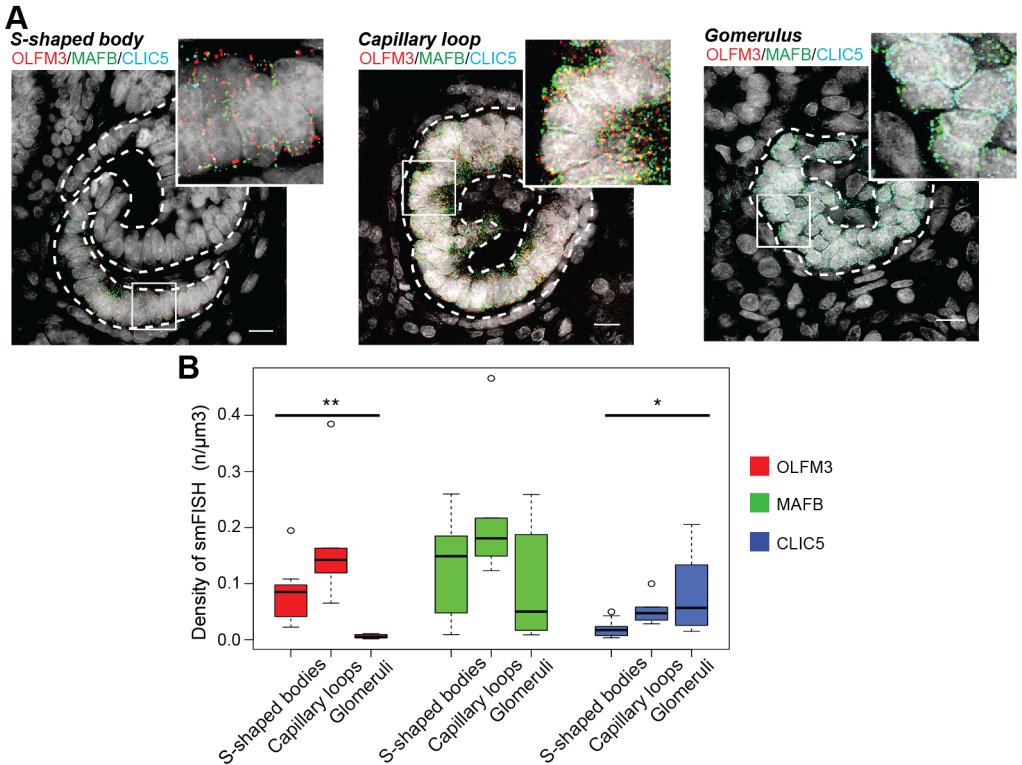 A
S-shaped body
OLFM3/MAFB/CLIC5
Capillary loop
OLFM3/MAFB/CLIC5
Gomerulus
OLFM3/MAFB/CLIC5
B
Density of smFISH (n/µm3)
0.4
0.3
0.2
0.1
0.0
**
*
S-shaped bodies
Capillary loops
Glomeruli
S-shaped bodies
Capillary loops
Glomeruli
S-shaped bodies
Capillary loops
Glomeruli
OLFM3
MAFB
CLIC5